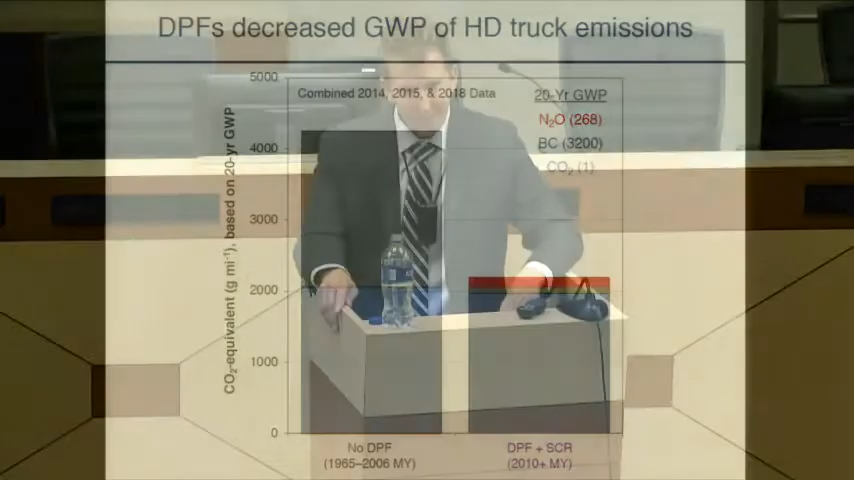 DPFs decreased GWP of HD truck emissions
Combined 2014, 2015, & 2018 Data
20-Yr GWP
N₂O (268)
BC (3200)
CO₂ (1)
CO₂-equivalent (g mi⁻¹), based on 20-yr GWP
5000
4000
3000
2000
1000
0
No DPF
(1965–2006 MY)
DPF + SCR
(2010+ MY)